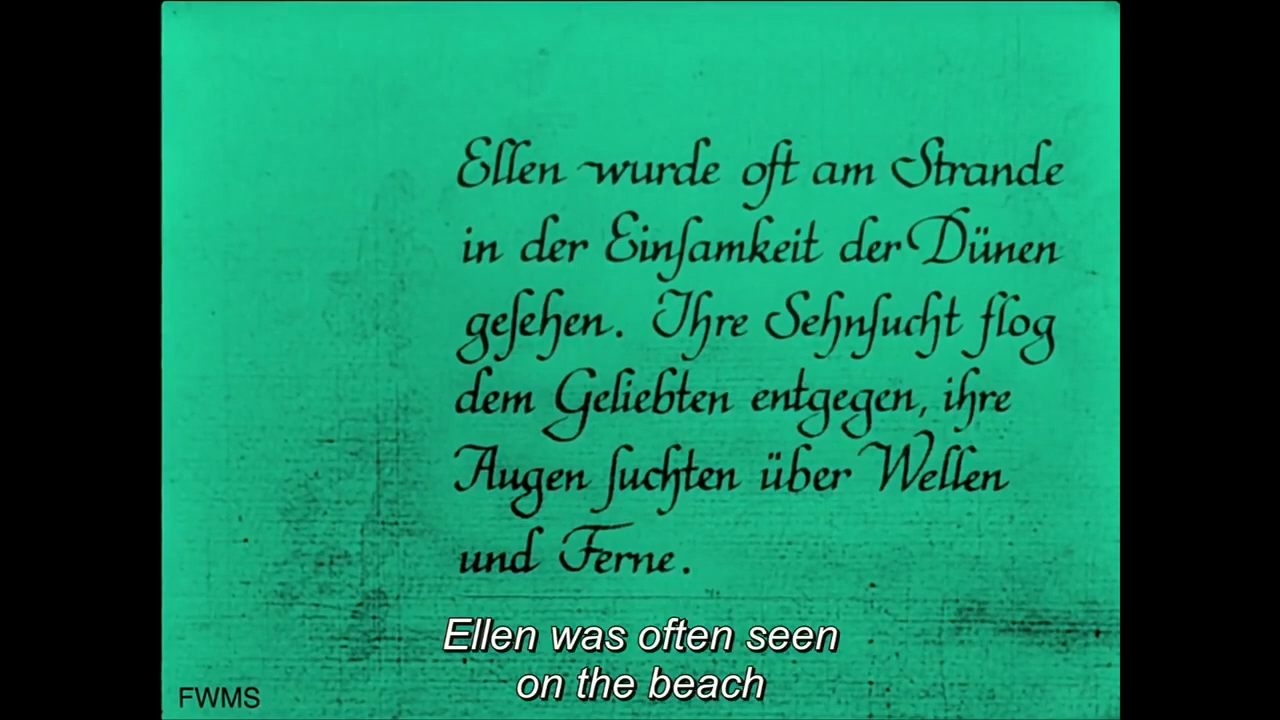 Ellen wurde oft am Strande
in der Einſamkeit der Dünen
geſehen. Ihre Sehnſucht flog
dem Geliebten entgegen, ihre
Augen ſuchten über Wellen
und Ferne.
Ellen was often seen
on the beach
FWMS